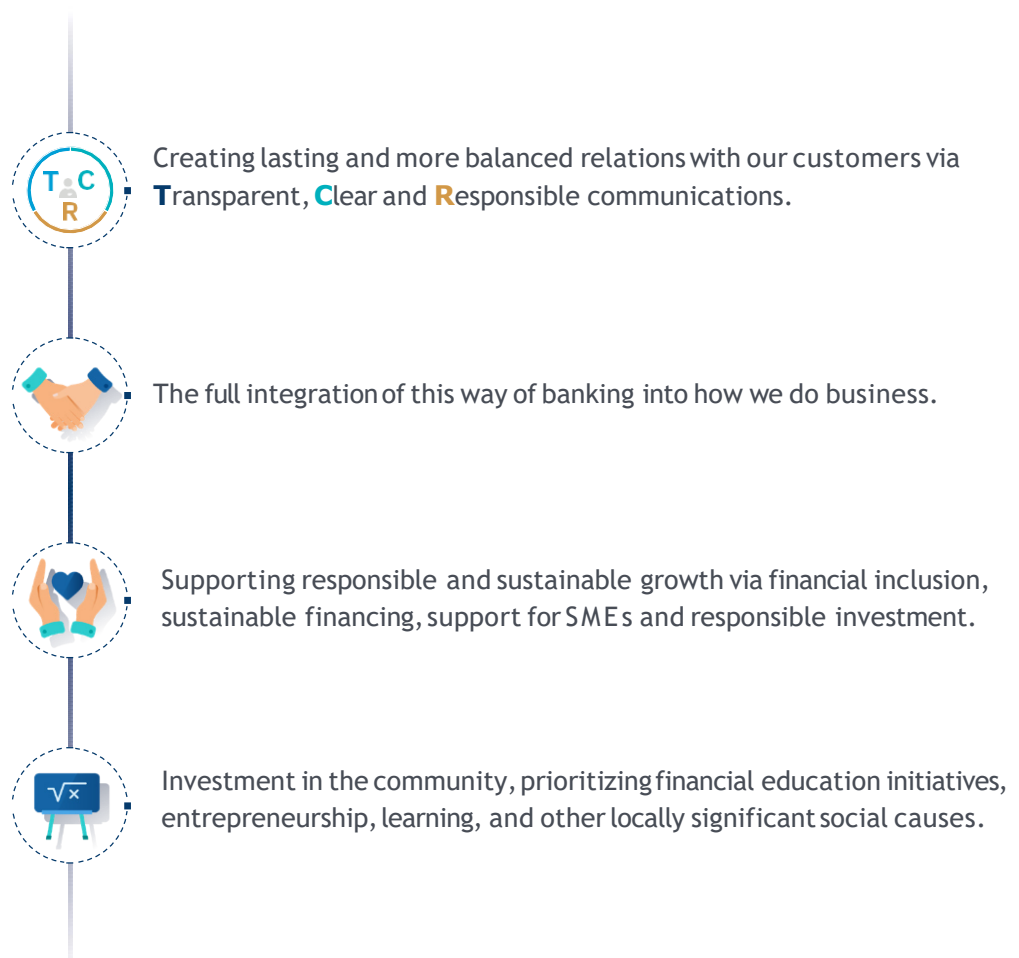 T C
R
Creating lasting and more balanced relations with our customers via
Transparent, Clear and Responsible communications.
The full integration of this way of banking into how we do business.
Supporting responsible and sustainable growth via financial inclusion,
sustainable financing, support for SMEs and responsible investment.
√x
Investment in the community, prioritizing financial education initiatives,
entrepreneurship, learning, and other locally significant social causes.